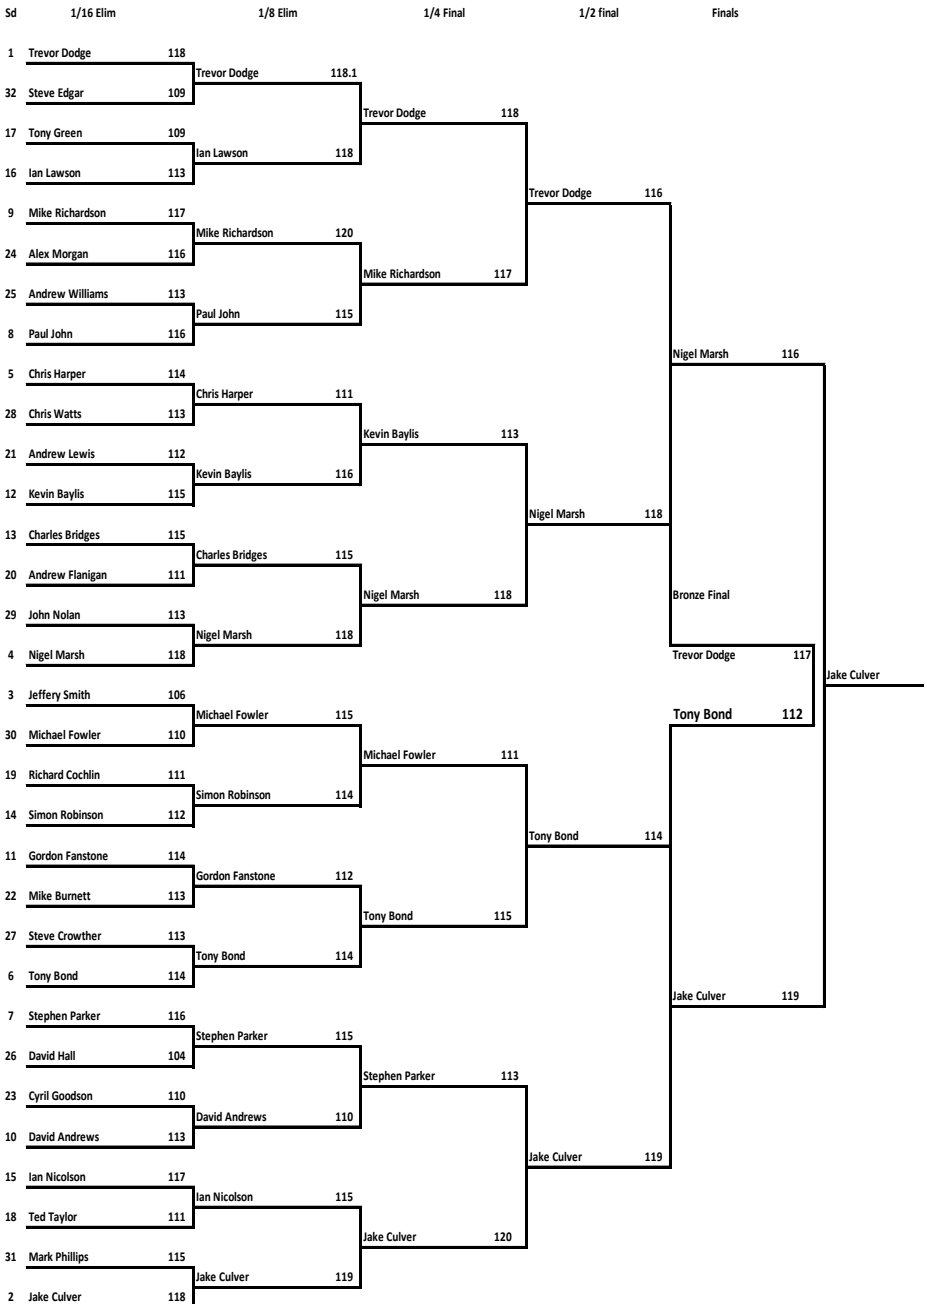 Sd 1/16 Elim 1/8 Elim 1/4 Final 1/2 final Finals
1 Trevor Dodge 118
Trevor Dodge 118.1
32 Steve Edgar 109
Trevor Dodge 118
17 Tony Green 109
Ian Lawson 118
16 Ian Lawson 113
Trevor Dodge 116
9 Mike Richardson 117
Mike Richardson 120
24 Alex Morgan 116
Mike Richardson 117
25 Andrew Williams 113
Paul John 115
8 Paul John 116
Nigel Marsh 116
5 Chris Harper 114
Chris Harper 111
28 Chris Watts 113
Kevin Baylis 113
21 Andrew Lewis 112
Kevin Baylis 116
12 Kevin Baylis 115
Nigel Marsh 118
13 Charles Bridges 115
Charles Bridges 115
20 Andrew Flanigan 111
Nigel Marsh 118
Bronze Final
29 John Nolan 113
Nigel Marsh 118
4 Nigel Marsh 118
Trevor Dodge 117
Jake Culver
3 Jeffery Smith 106
Michael Fowler 115
Tony Bond 112
30 Michael Fowler 110
Michael Fowler 111
19 Richard Cochlin 111
Simon Robinson 114
14 Simon Robinson 112
Tony Bond 114
11 Gordon Fanstone 114
Gordon Fanstone 112
22 Mike Burnett 113
Tony Bond 115
27 Steve Crowther 113
Tony Bond 114
6 Tony Bond 114
Jake Culver 119
7 Stephen Parker 116
Stephen Parker 115
26 David Hall 104
Stephen Parker 113
23 Cyril Goodson 110
David Andrews 110
10 David Andrews 113
Jake Culver 119
15 Ian Nicolson 117
Ian Nicolson 115
18 Ted Taylor 111
Jake Culver 120
31 Mark Phillips 115
Jake Culver 119
2 Jake Culver 118